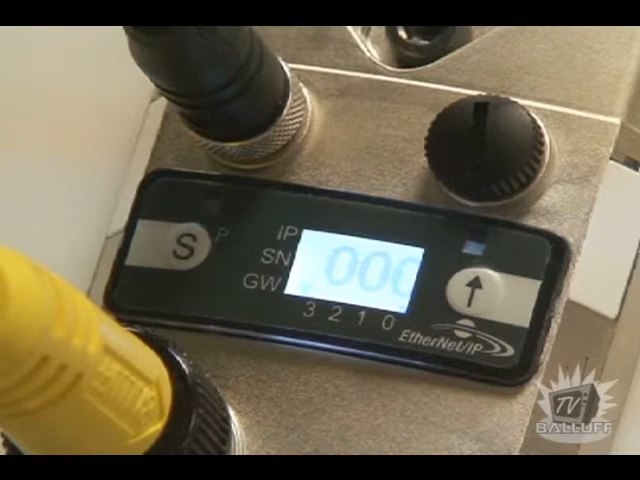 S
P
IP
SN
GW
.000
3 2 1 0
↑
EtherNet/IP
TV
BALLUFF